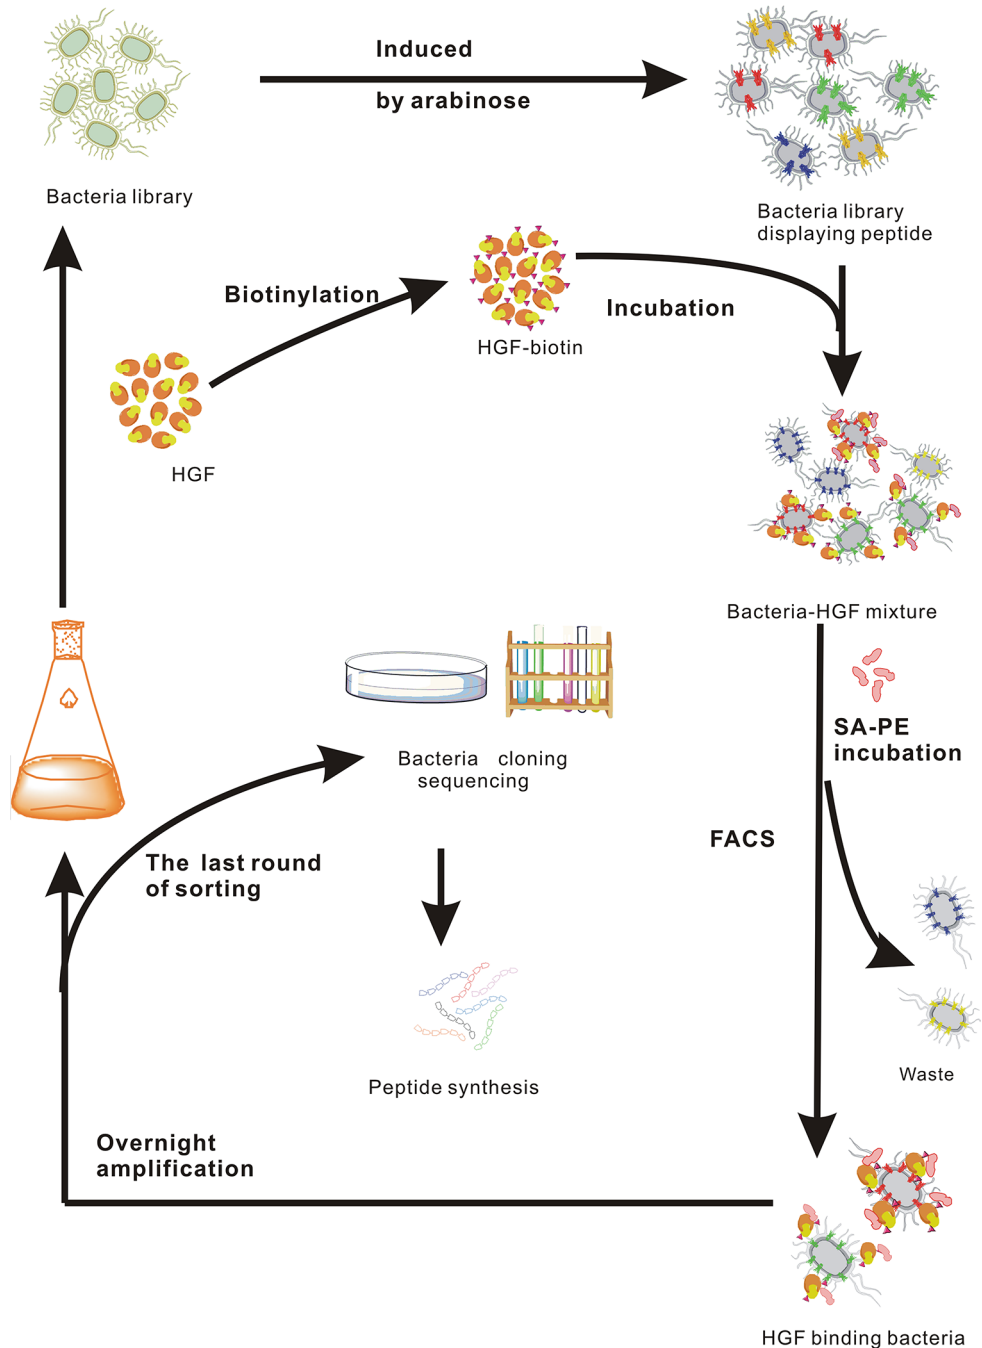 Induced
by arabinose
Bacteria library
Bacteria library
displaying peptide
Biotinylation
HGF-biotin
Incubation
HGF
Bacteria-HGF mixture
SA-PE
incubation
Bacteria cloning
sequencing
FACS
The last round
of sorting
Waste
Peptide synthesis
Overnight
amplification
HGF binding bacteria